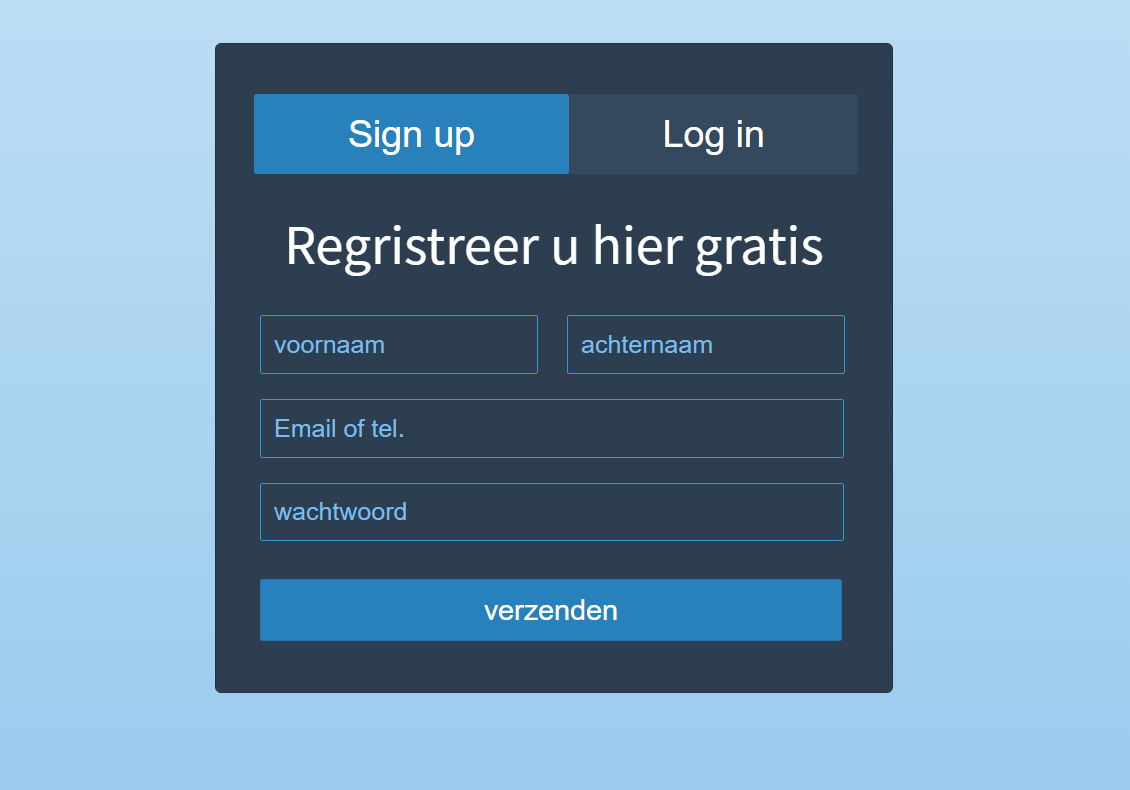 Sign up Log in
Regristreer u hier gratis
voornaam achternaam
Email of tel.
wachtwoord
verzenden